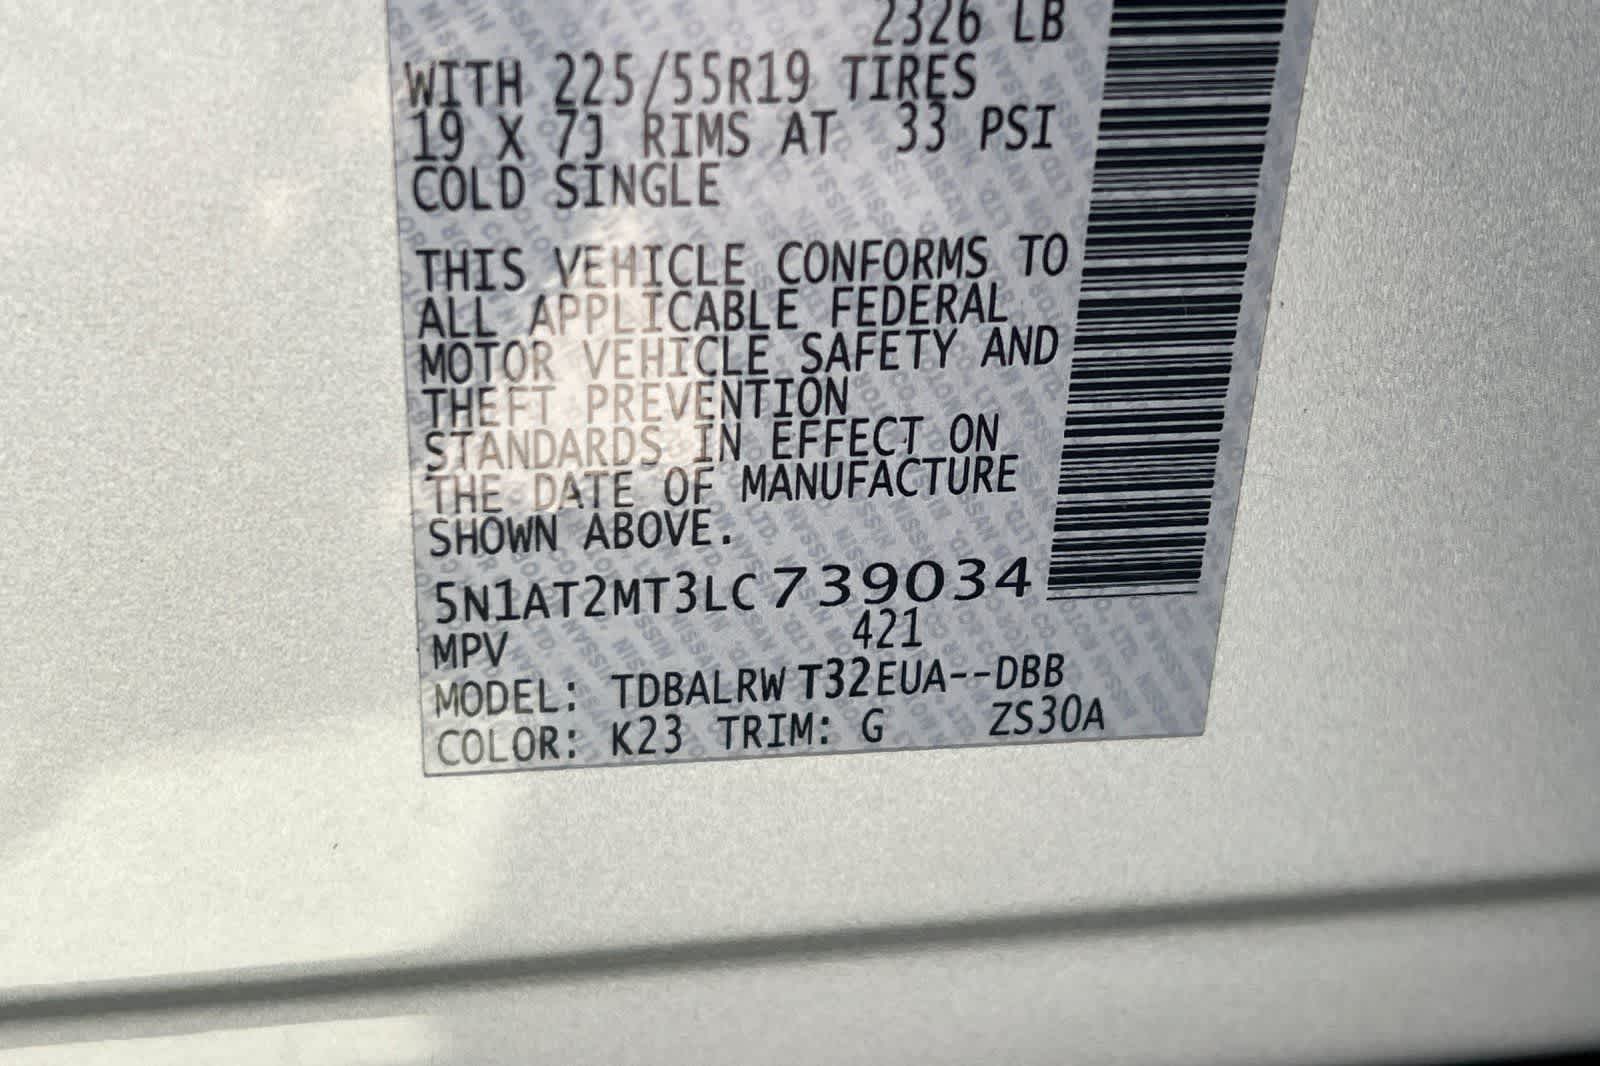 2326 LB
WITH 225/55R19 TIRES
19 X 7J RIMS AT 33 PSI
COLD SINGLE
THIS VEHICLE CONFORMS TO
ALL APPLICABLE FEDERAL
MOTOR VEHICLE SAFETY AND
THEFT PREVENTION
STANDARDS IN EFFECT ON
THE DATE OF MANUFACTURE
SHOWN ABOVE.
5N1AT2MT3LC739034
MPV 421
MODEL: TDBALRW T32EUA--DBB
COLOR: K23 TRIM: G ZS30A